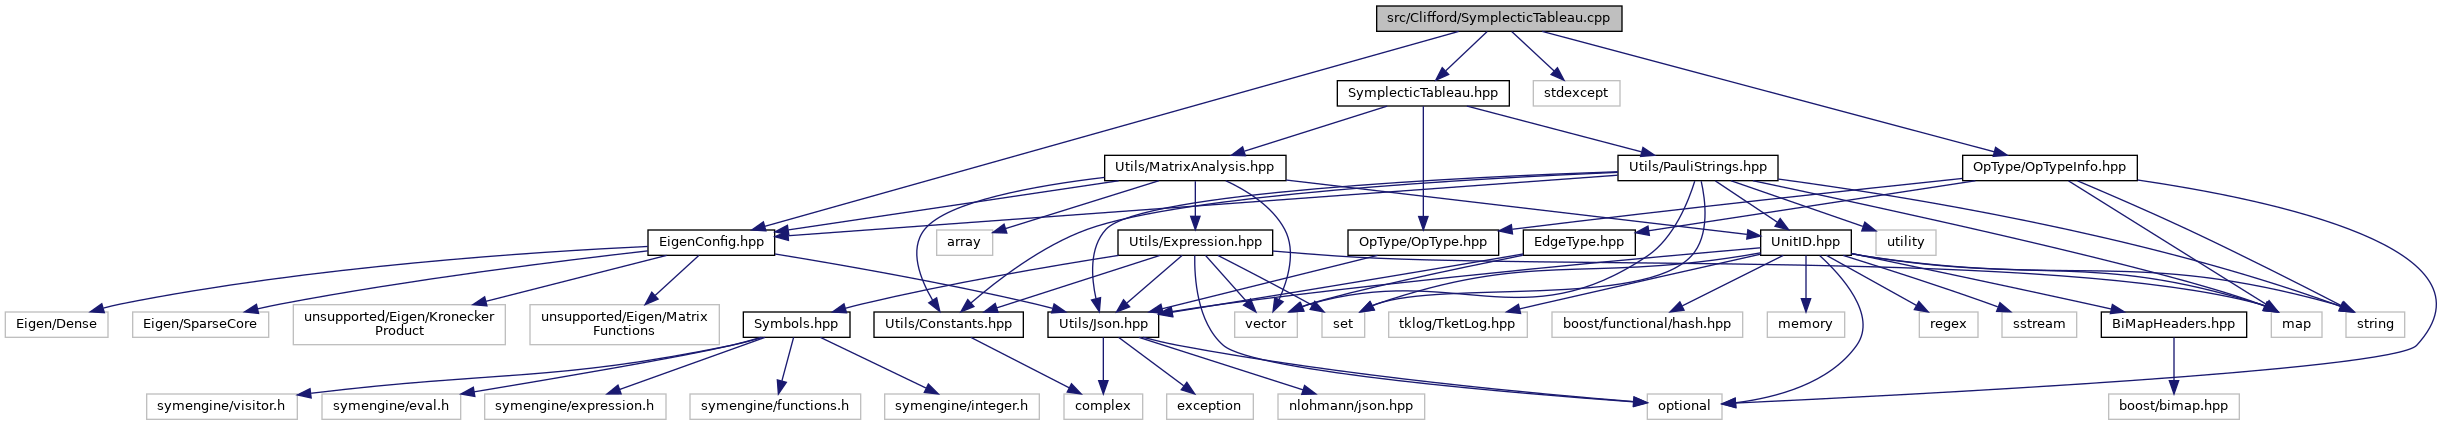 src/Clifford/SymplecticTableau.cpp
SymplecticTableau.hpp
stdexcept
Utils/MatrixAnalysis.hpp
Utils/PauliStrings.hpp
OpType/OpTypeInfo.hpp
EigenConfig.hpp
array
Utils/Expression.hpp
OpType/OpType.hpp
EdgeType.hpp
UnitID.hpp
utility
Eigen/Dense
Eigen/SparseCore
unsupported/Eigen/Kronecker
Product
unsupported/Eigen/Matrix
Functions
Symbols.hpp
Utils/Constants.hpp
Utils/Json.hpp
vector
set
tklog/TketLog.hpp
boost/functional/hash.hpp
memory
regex
sstream
BiMapHeaders.hpp
map
string
symengine/visitor.h
symengine/eval.h
symengine/expression.h
symengine/functions.h
symengine/integer.h
complex
exception
nlohmann/json.hpp
optional
boost/bimap.hpp